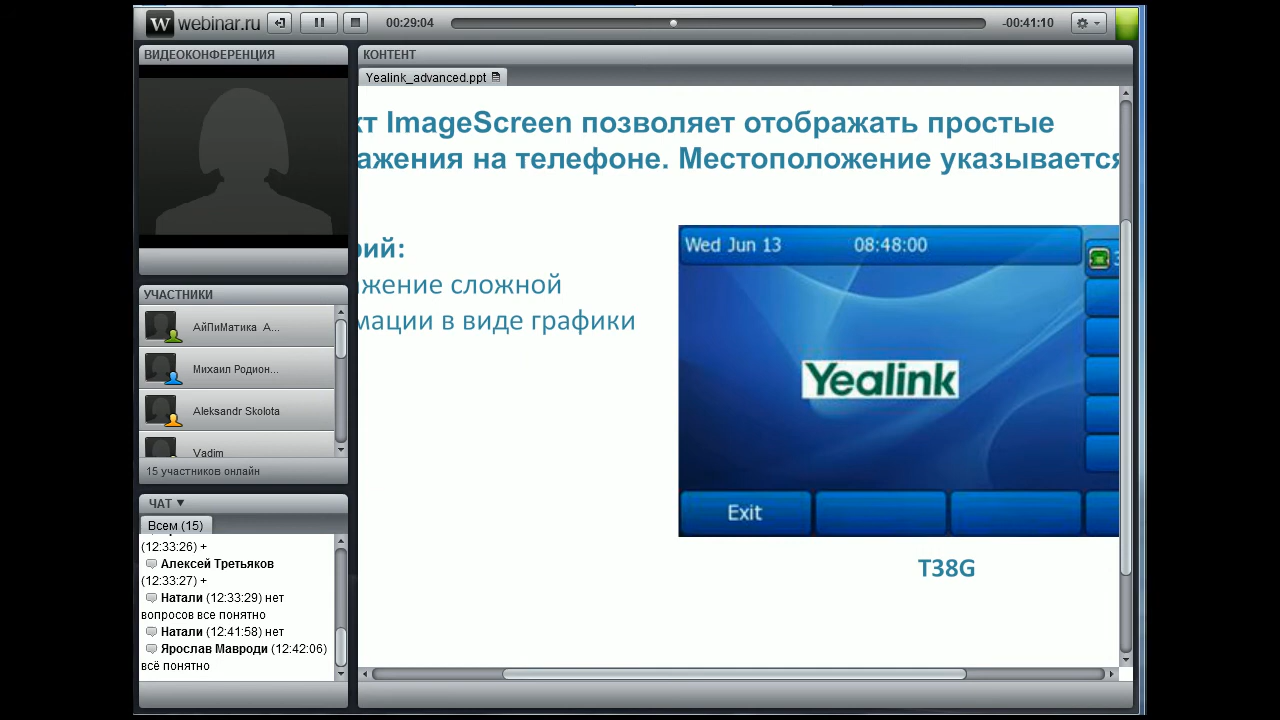 W webinar.ru
00:29:04
-00:41:10
ВИДЕОКОНФЕРЕНЦИЯ
УЧАСТНИКИ
АйПиМатика А...
Михаил Родион...
Aleksandr Skolota
Vadim
15 участников онлайн
ЧАТ
Всем (15)
(12:33:26) +
Алексей Третьяков
(12:33:27) +
Натали (12:33:29) нет
вопросов все понятно
Натали (12:41:58) нет
Ярослав Мавроди (12:42:06)
всё понятно
КОНТЕНТ
Yealink_advanced.ppt
кт ImageScreen позволяет отображать простые
ажения на телефоне. Местоположение указывается
рий:
ажение сложной
мации в виде графики
Wed Jun 13 08:48:00
Yealink
Exit
T38G